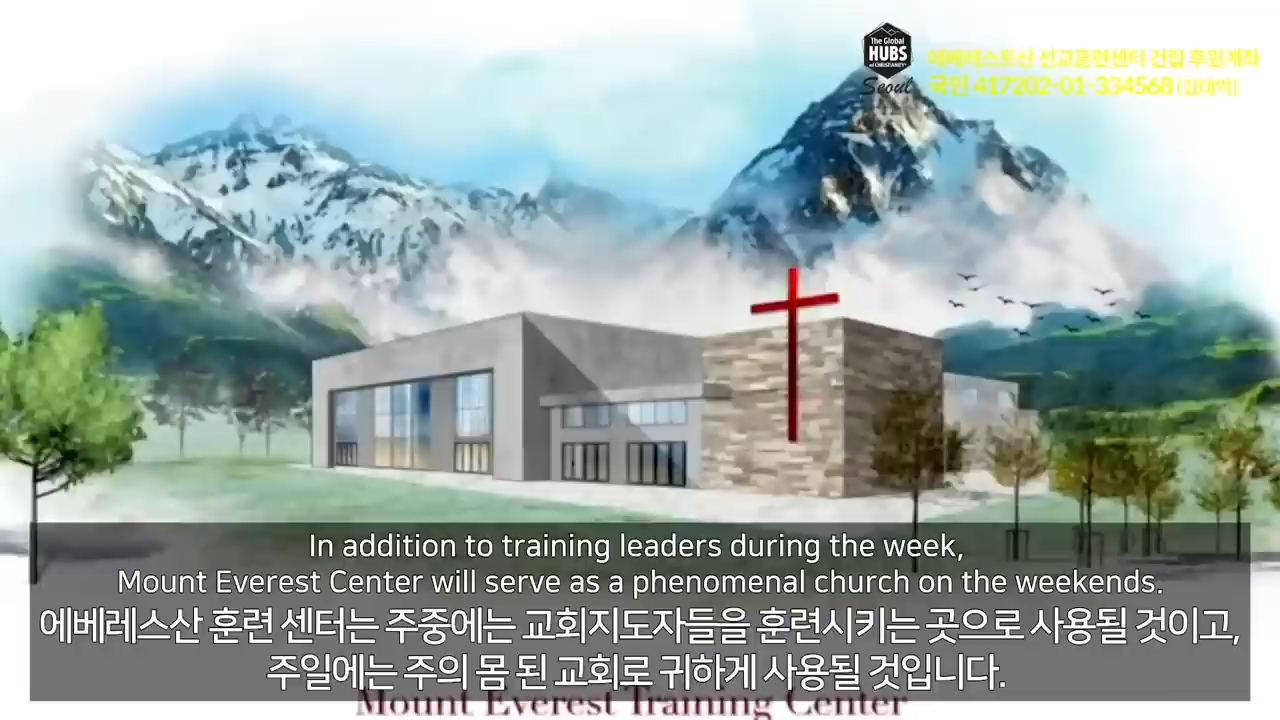 The Global
HUBS
of CHRISTIANITY
Seoul
에베레스트산 선교훈련센터 건립 후원계좌
국민 417202-01-334568 (김대억)
In addition to training leaders during the week,
Mount Everest Center will serve as a phenomenal church on the weekends.
에베레스산 훈련 센터는 주중에는 교회지도자들을 훈련시키는 곳으로 사용될 것이고,
주일에는 주의 몸 된 교회로 귀하게 사용될 것입니다.
Mount Everest Training Center